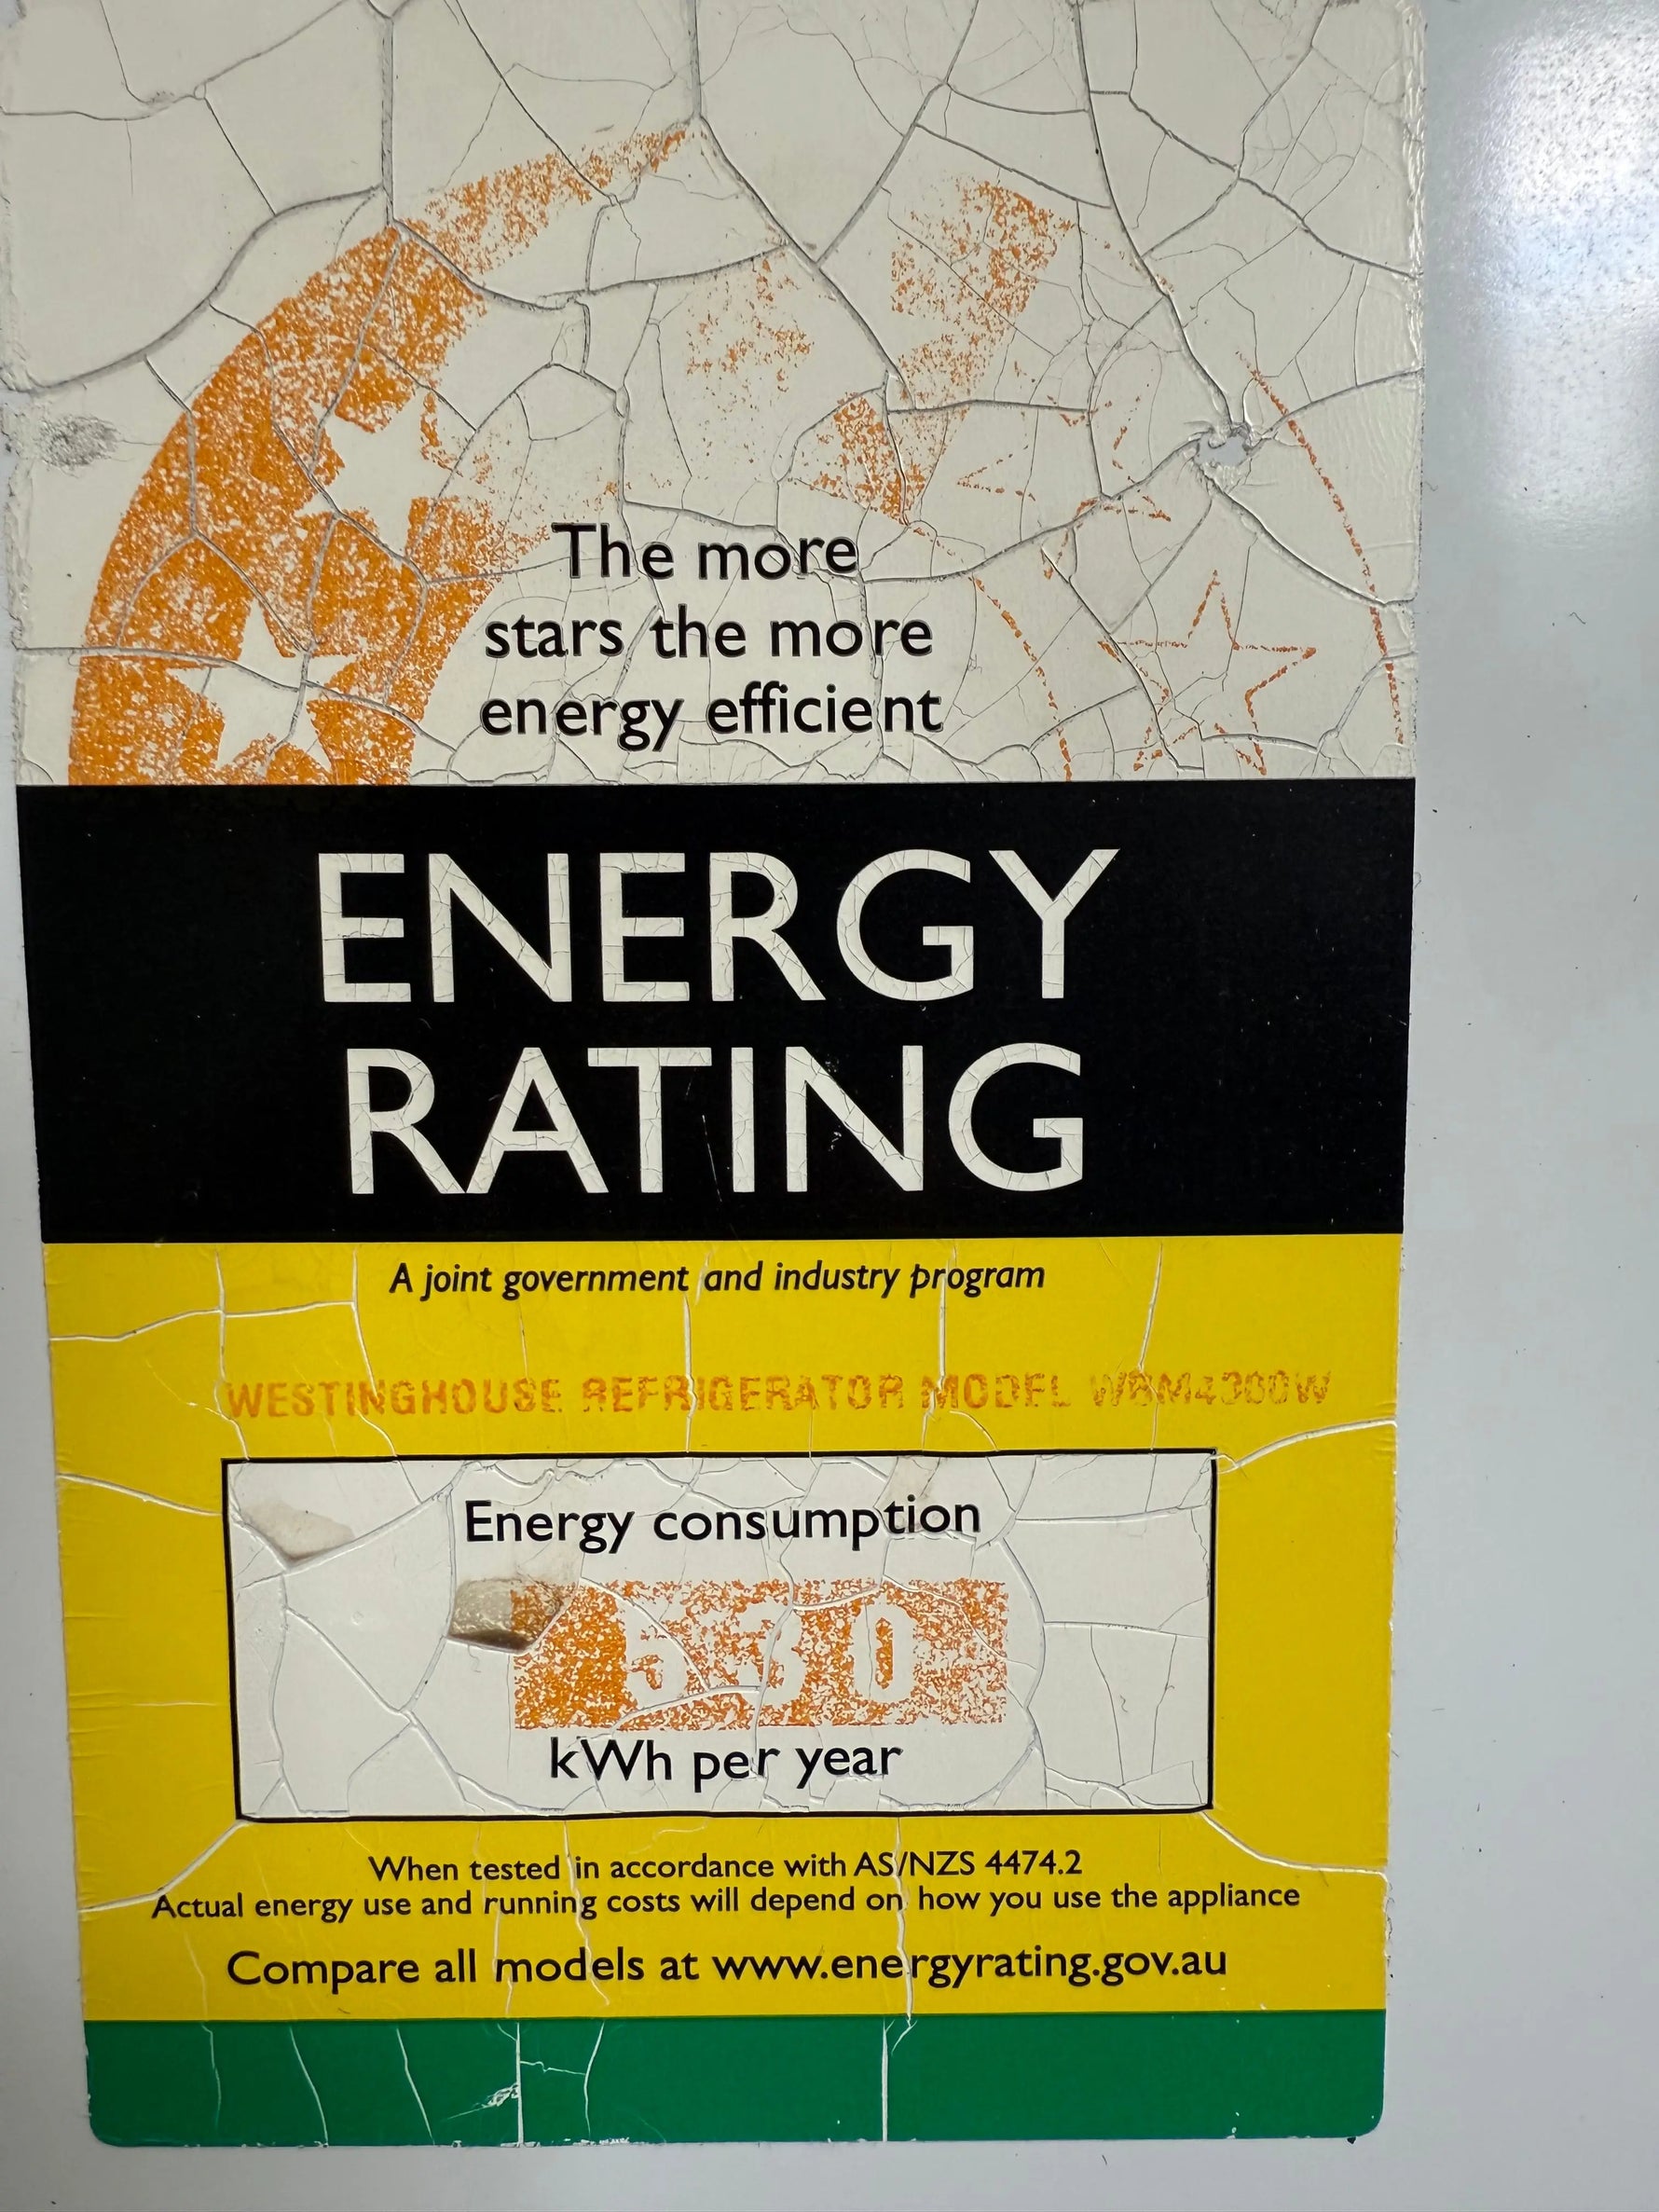 The more
stars the more
energy efficient
ENERGY
RATING
A joint government and industry program
WESTINGHOUSE REFRIGERATOR MODEL
Energy consumption
kWh per year
When tested in accordance with AS/NZS 4474.2
Actual energy use and running costs will depend on how you use the appliance
Compare all models at www.energyrating.gov.au